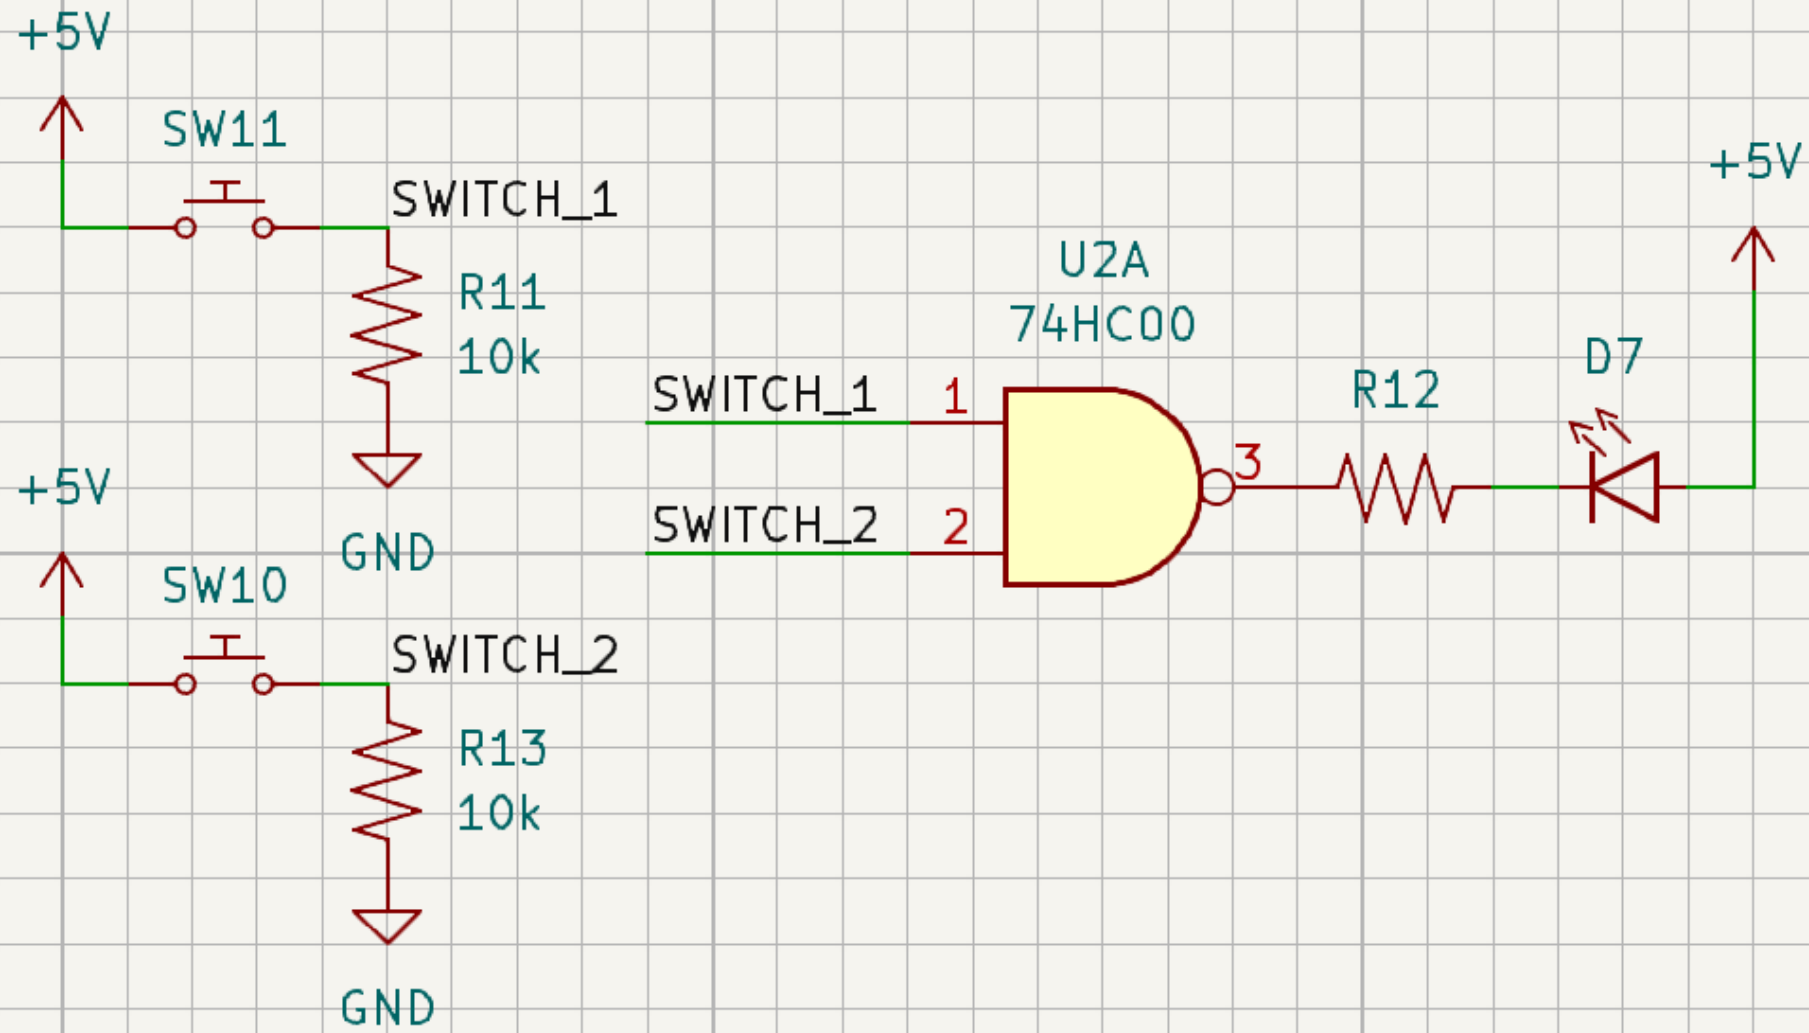 +5V
SW11
SWITCH_1
R11
10k
GND
+5V
SW10
SWITCH_2
R13
10k
GND
U2A
74HC00
SWITCH_1
1
SWITCH_2
2
3
R12
D7
+5V